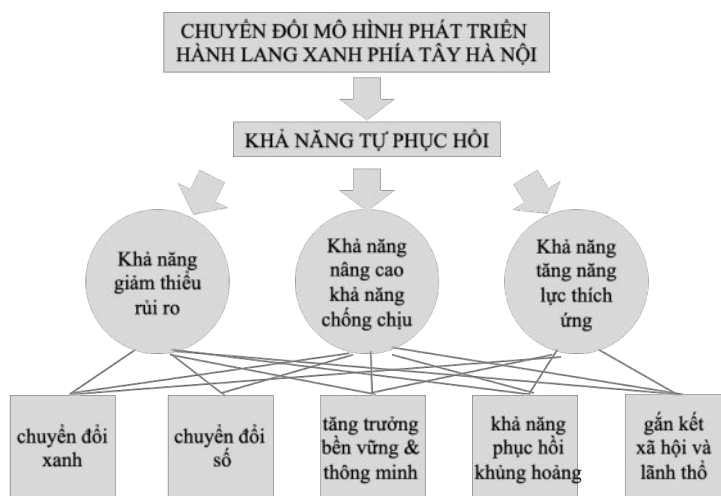 CHUYỂN ĐỔI MÔ HÌNH PHÁT TRIỂN
HÀNH LANG XANH PHÍA TÂY HÀ NỘI
KHẢ NĂNG TỰ PHỤC HỒI
Khả năng
giảm thiểu
rủi ro
Khả năng
nâng cao
khả năng
chống chịu
Khả năng
tăng năng
lực thích
ứng
chuyển đổi
xanh
chuyển đổi
số
tăng trưởng
bền vững &
thông minh
khả năng
phục hồi
khủng hoảng
gắn kết
xã hội và
lãnh thổ